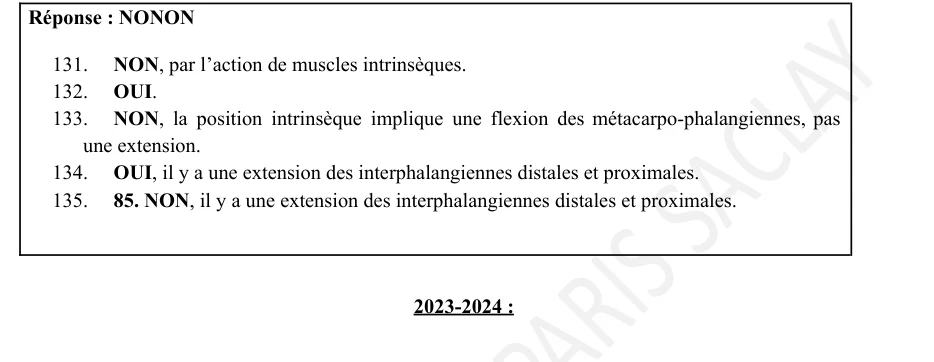 Réponse : NONON
131. NON, par l'action de muscles intrinsèques.
132. OUI.
133. NON, la position intrinsèque implique une flexion des métacarpo-phalangiennes, pas
une extension.
134. OUI, il y a une extension des interphalangiennes distales et proximales.
135. 85. NON, il y a une extension des interphalangiennes distales et proximales.
2023-2024 :
PARIS SACLAY